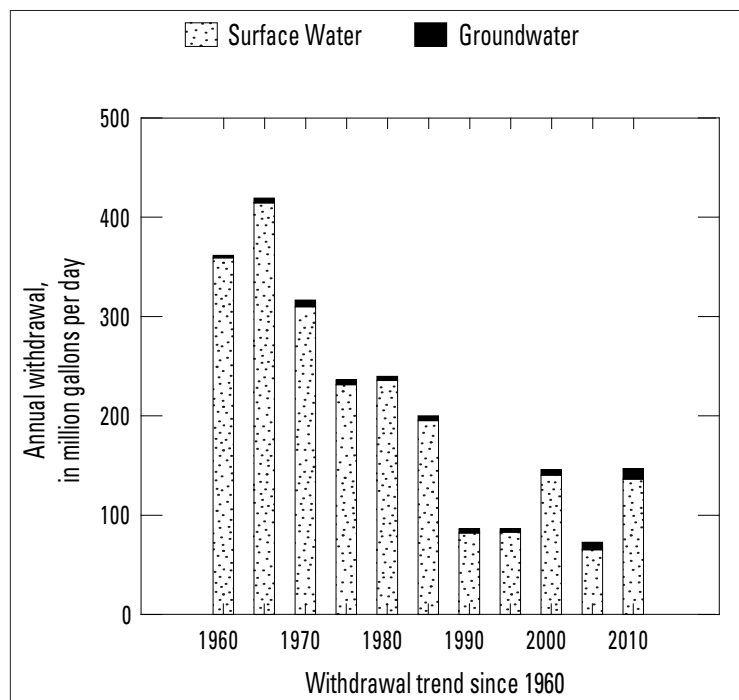 Surface Water Groundwater
500
400
300
200
100
0
Annual withdrawal,
in million gallons per day
1960 1970 1980 1990 2000 2010
Withdrawal trend since 1960